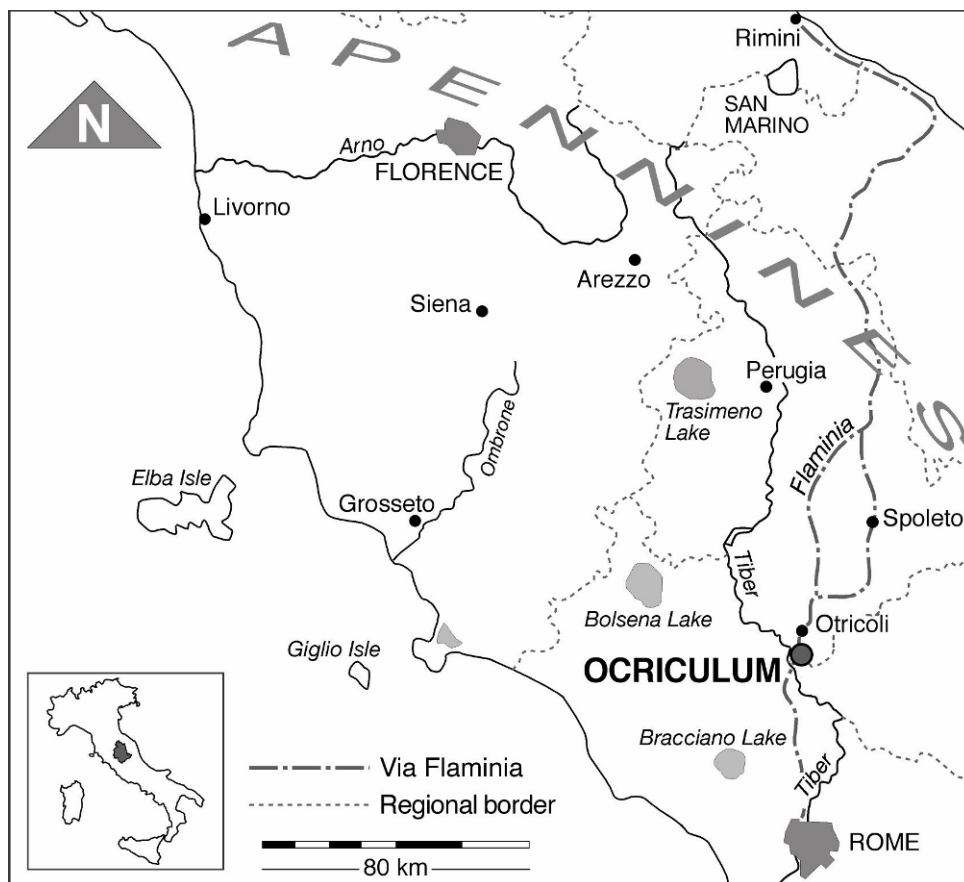 APENNINES
Rimini
N
SAN
MARINO
Arno
FLORENCE
Livorno
Arezzo
Siena
Perugia
Trasimeno
Lake
Ombrone
Flaminia
Elba Isle
Grosseto
Spoleto
Tiber
Bolsena Lake
Otricoli
Giglio Isle
OCRICULUM
Bracciano Lake
Via Flaminia
Tiber
Regional border
ROME
80 km